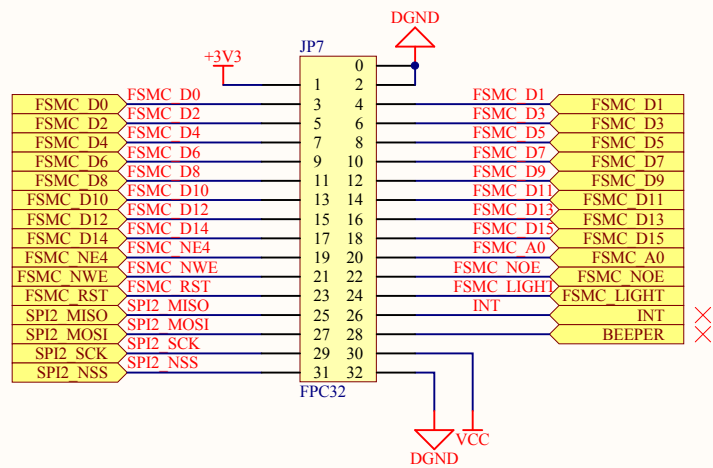 DGND
+3V3
JP7
0
1 2
FSMC_D0 FSMC_D0 3 4 FSMC_D1 FSMC_D1
FSMC_D2 FSMC_D2 5 6 FSMC_D3 FSMC_D3
FSMC_D4 FSMC_D4 7 8 FSMC_D5 FSMC_D5
FSMC_D6 FSMC_D6 9 10 FSMC_D7 FSMC_D7
FSMC_D8 FSMC_D8 11 12 FSMC_D9 FSMC_D9
FSMC_D10 FSMC_D10 13 14 FSMC_D11 FSMC_D11
FSMC_D12 FSMC_D12 15 16 FSMC_D13 FSMC_D13
FSMC_D14 FSMC_D14 17 18 FSMC_D15 FSMC_D15
FSMC_NE4 FSMC_NE4 19 20 FSMC_A0 FSMC_A0
FSMC_NWE FSMC_NWE 21 22 FSMC_NOE FSMC_NOE
FSMC_RST FSMC_RST 23 24 FSMC_LIGHT FSMC_LIGHT
SPI2_MISO SPI2_MISO 25 26 INT INT
SPI2_MOSI SPI2_MOSI 27 28 BEEPER
SPI2_SCK SPI2_SCK 29 30
SPI2_NSS SPI2_NSS 31 32
FPC32
VCC
DGND